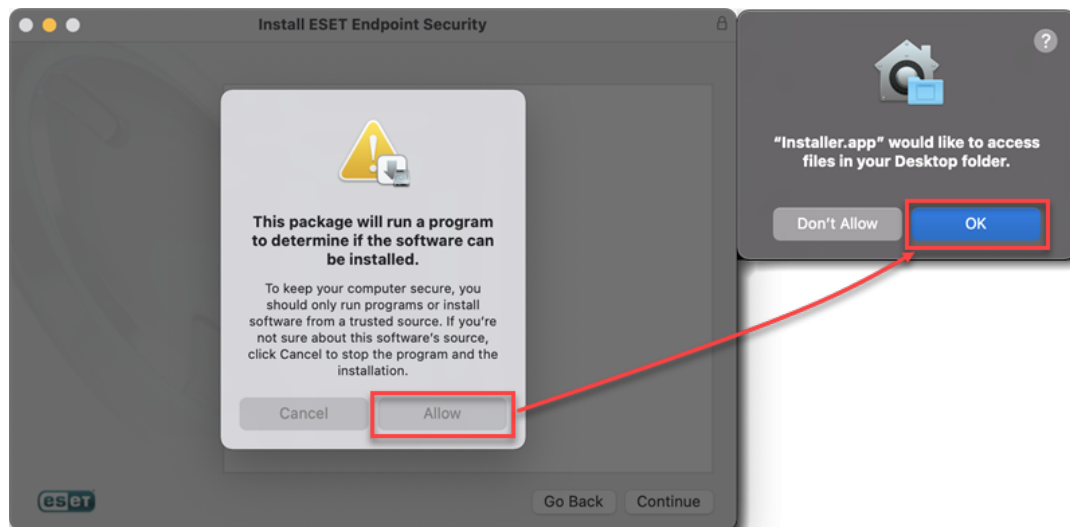 Install ESET Endpoint Security
This package will run a program
to determine if the software can
be installed.
To keep your computer secure, you
should only run programs or install
software from a trusted source. If you're
not sure about this software's source,
click Cancel to stop the program and the
installation.
Cancel
Allow
eseT
Go Back
Continue
?
"Installer.app" would like to access
files in your Desktop folder.
Don't Allow
OK